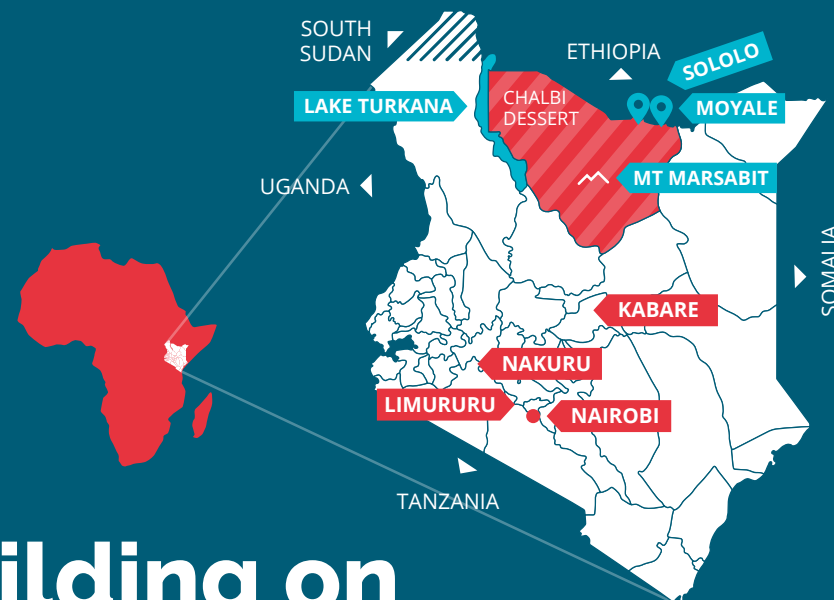 SOUTH
SUDAN
ETHIOPIA
SOLOLO
LAKE TURKANA
CHALBI
DESSERT
MOYALE
UGANDA
MT MARSABIT
SOMALIA
KABARE
NAKURU
LIMURURU
NAIROBI
TANZANIA
ilding on